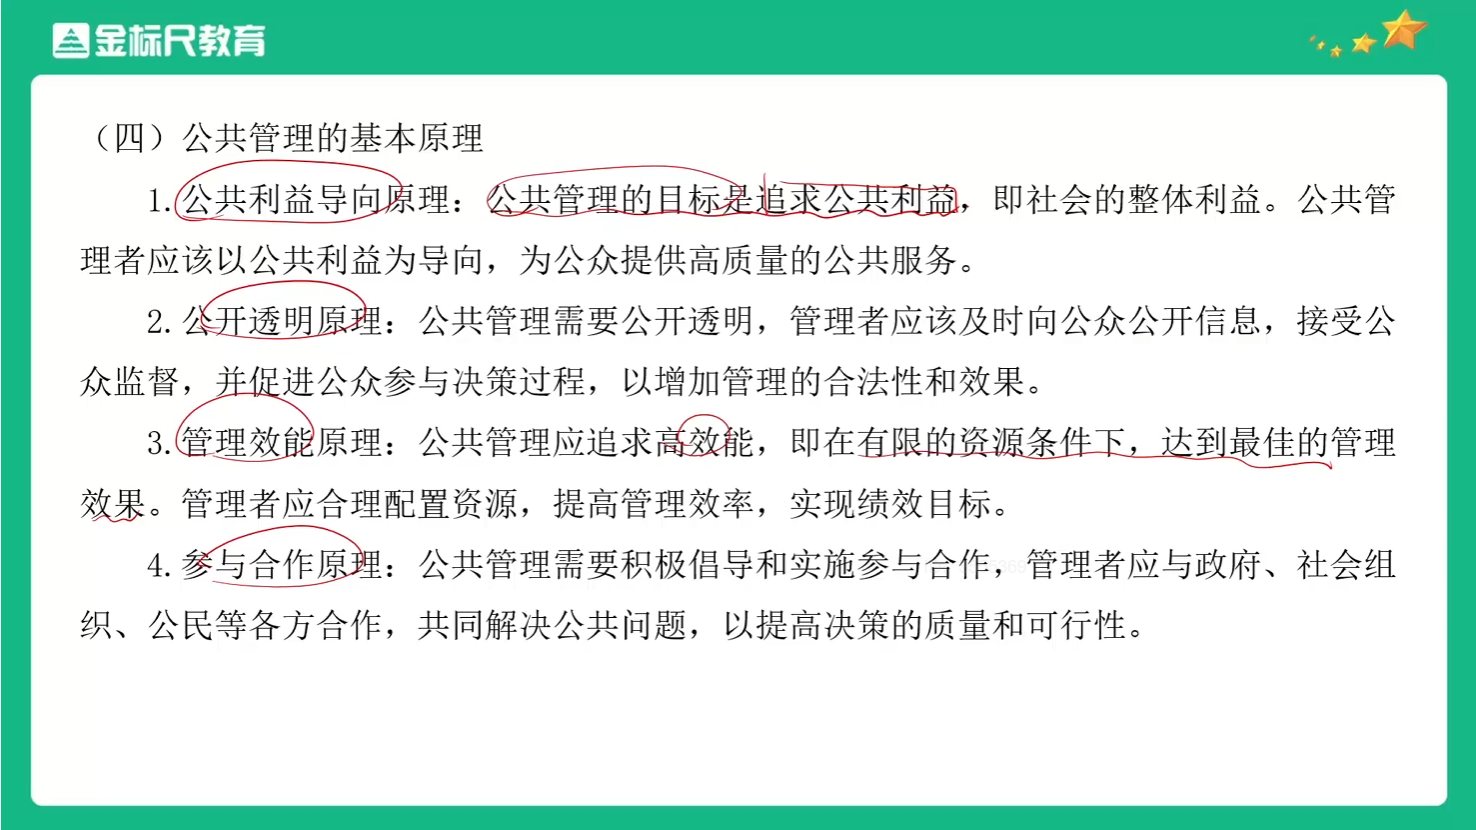 金标尺教育
（四）公共管理的基本原理
1.公共利益导向原理：公共管理的目标是追求公共利益，即社会的整体利益。公共管
理者应该以公共利益为导向，为公众提供高质量的公共服务。
2.公开透明原理：公共管理需要公开透明，管理者应该及时向公众公开信息，接受公
众监督，并促进公众参与决策过程，以增加管理的合法性和效果。
3.管理效能原理：公共管理应追求高效能，即在有限的资源条件下，达到最佳的管理
效果。管理者应合理配置资源，提高管理效率，实现绩效目标。
4.参与合作原理：公共管理需要积极倡导和实施参与合作，管理者应与政府、社会组
织、公民等各方合作，共同解决公共问题，以提高决策的质量和可行性。